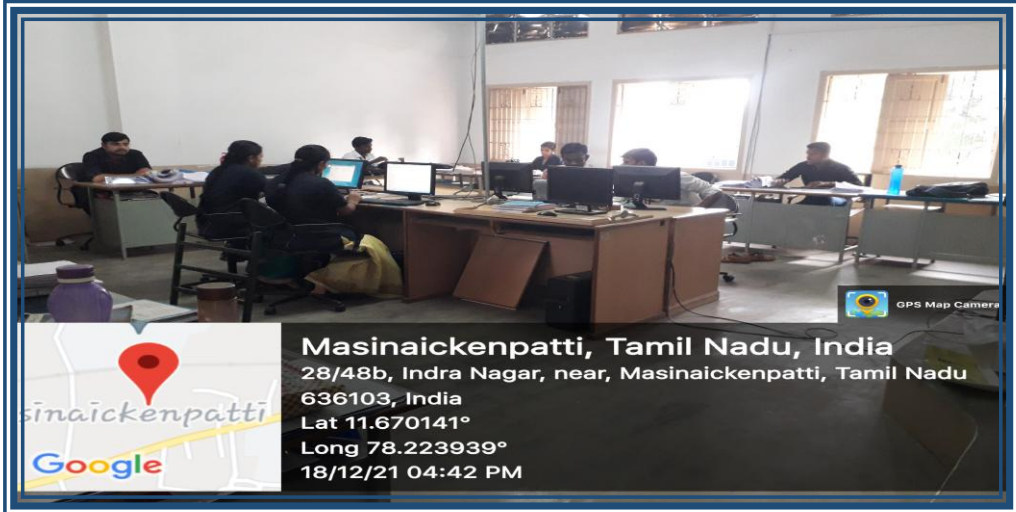 GPS Map Camera
Masinaickenpatti, Tamil Nadu, India
28/48b, Indra Nagar, near, Masinaickenpatti, Tamil Nadu
636103, India
Lat 11.670141°
Long 78.223939°
18/12/21 04:42 PM
sinaickenpatti
Google